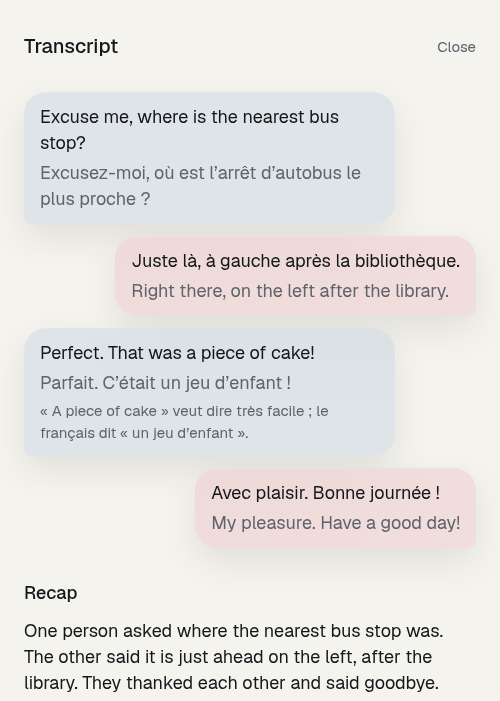 Transcript
Close
Excuse me, where is the nearest bus
stop?
Excusez-moi, où est l’arrêt d’autobus le
plus proche ?
Juste là, à gauche après la bibliothèque.
Right there, on the left after the library.
Perfect. That was a piece of cake!
Parfait. C’était un jeu d’enfant !
« A piece of cake » veut dire très facile ; le
français dit « un jeu d’enfant ».
Avec plaisir. Bonne journée !
My pleasure. Have a good day!
Recap
One person asked where the nearest bus stop was.
The other said it is just ahead on the left, after the
library. They thanked each other and said goodbye.